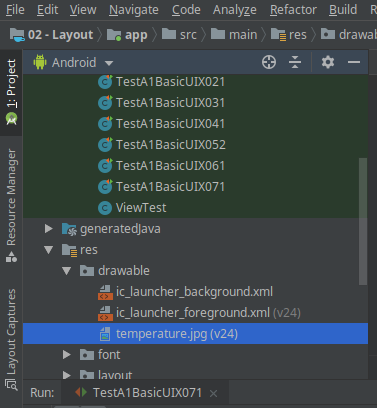 File Edit View Navigate Code Analyze Refactor Build R
02 - Layout app src main res drawa
Android
1: Project
Resource Manager
Layout Captures
TestA1BasicUIX021
TestA1BasicUIX031
TestA1BasicUIX041
TestA1BasicUIX052
TestA1BasicUIX061
TestA1BasicUIX071
ViewTest
generatedJava
res
drawable
ic_launcher_background.xml
ic_launcher_foreground.xml (v24)
temperature.jpg (v24)
font
layout
Run: TestA1BasicUIX071